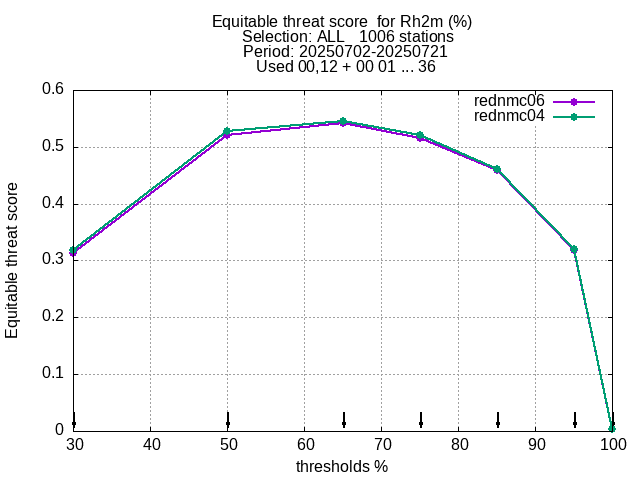 Equitable threat score  for Rh2m (%)
Selection: ALL   1006 stations
Period: 20250702-20250721
Used 00,12 + 00 01 ... 36
rednmc06
rednmc04
Equitable threat score
0.6
0.5
0.4
0.3
0.2
0.1
0
30 40 50 60 70 80 90 100
thresholds %